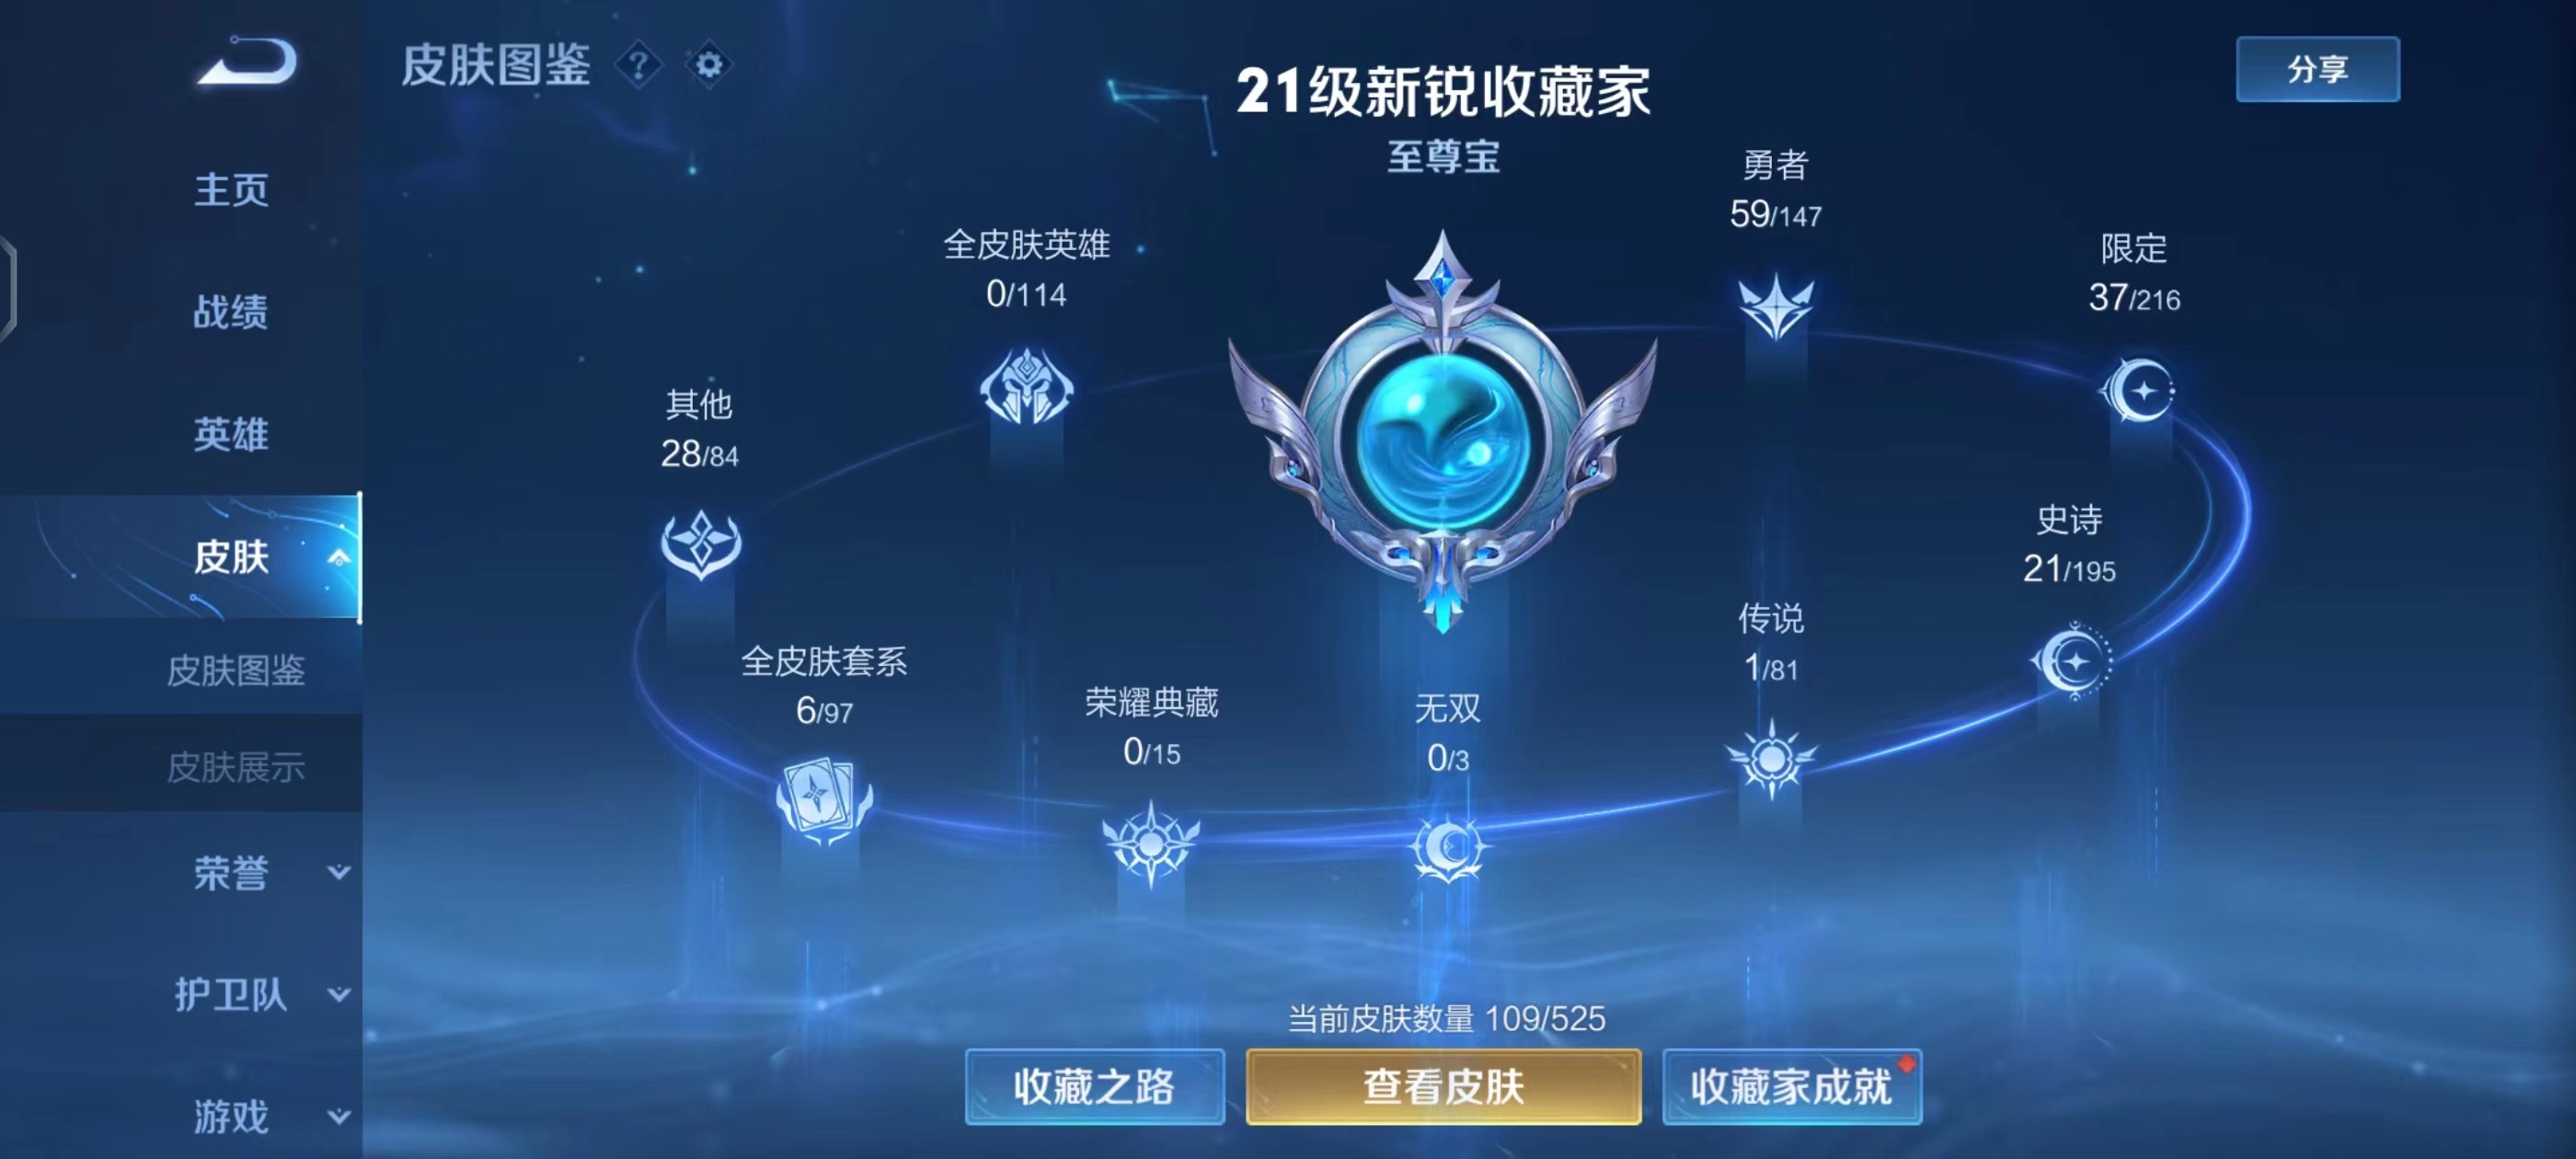 皮肤图鉴
分享
21级新锐收藏家
至尊宝
主页
战绩
英雄
皮肤
皮肤图鉴
皮肤展示
荣誉
护卫队
游戏
勇者
59/147
限定
37/216
全皮肤英雄
0/114
其他
28/84
史诗
21/195
传说
1/81
全皮肤套系
6/97
荣耀典藏
0/15
无双
0/3
当前皮肤数量 109/525
收藏之路
查看皮肤
收藏家成就